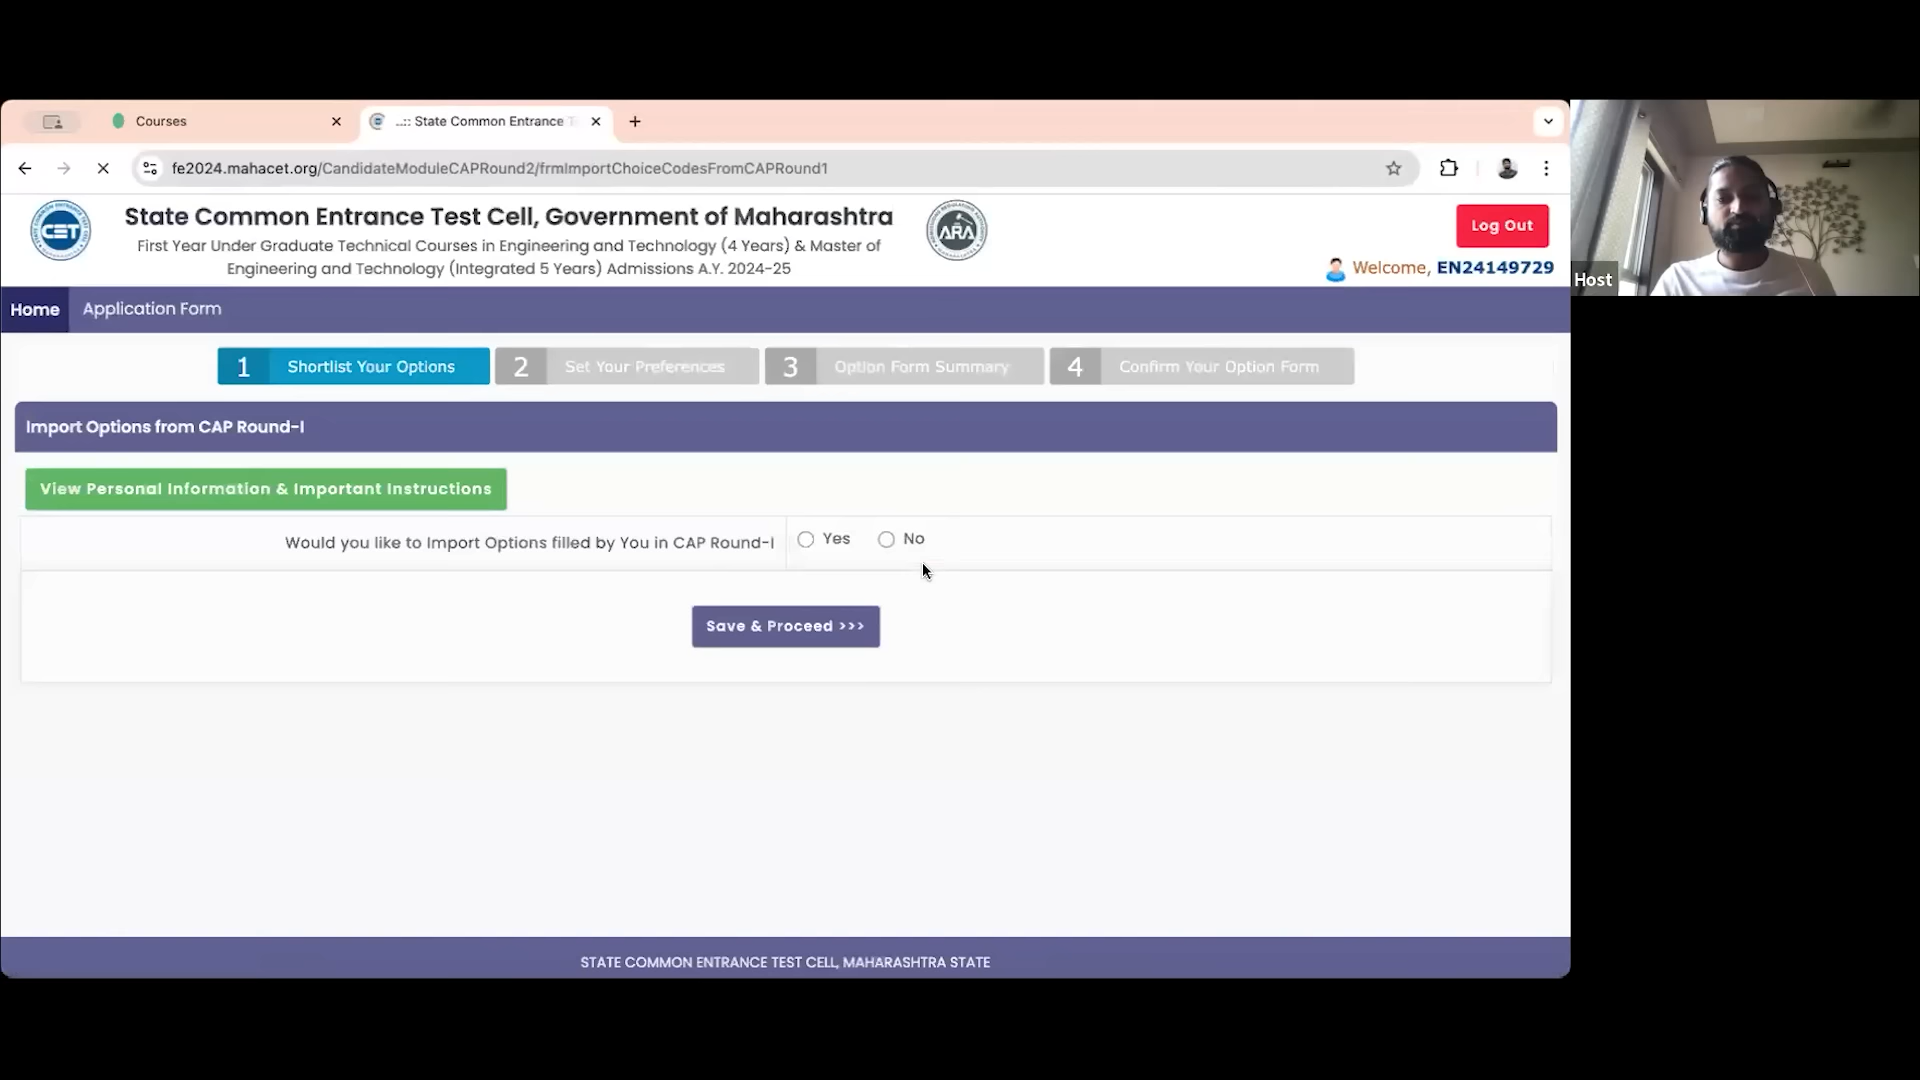 Courses
..:: State Common Entrance T
fe2024.mahacet.org/CandidateModuleCAPRound2/frmImportChoiceCodesFromCAPRound1
CET
State Common Entrance Test Cell, Government of Maharashtra
First Year Under Graduate Technical Courses in Engineering and Technology (4 Years) & Master of
Engineering and Technology (Integrated 5 Years) Admissions A.Y. 2024-25
ARA
Log Out
Welcome, EN24149729
Host
Home Application Form
1 Shortlist Your Options 2 Set Your Preferences 3 Option Form Summary 4 Confirm Your Option Form
Import Options from CAP Round-I
View Personal Information & Important Instructions
Would you like to Import Options filled by You in CAP Round-I Yes No
Save & Proceed >>>
STATE COMMON ENTRANCE TEST CELL, MAHARASHTRA STATE